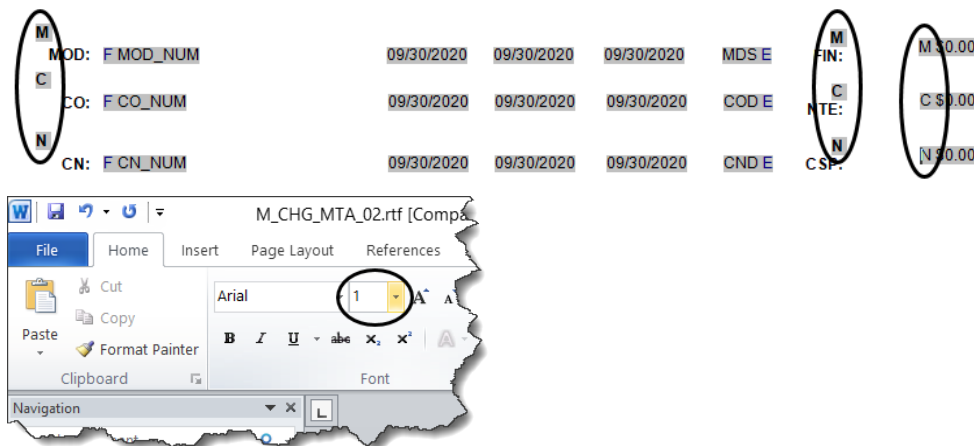 M M
MOD: F MOD_NUM 09/30/2020 09/30/2020 09/30/2020 MDS E FIN: M $0.00
C C
CO: F CO_NUM 09/30/2020 09/30/2020 09/30/2020 COD E NTE: C $0.00
N N
CN: F CN_NUM 09/30/2020 09/30/2020 09/30/2020 CND E CSP: N $0.00
M_CHG_MTA_02.rtf [Compa
File Home Insert Page Layout References
Cut
Copy
Paste
Format Painter
Arial 1 A A
B I U abc X₂ X² A
Clipboard Font
Navigation